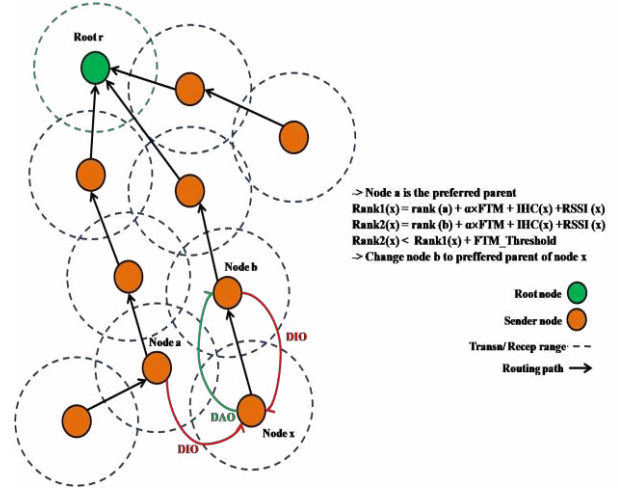 Root r
-> Node a is the preferred parent
Rank1(x) = rank (a) + α×FTM + IHC(x) +RSSI (x)
Rank2(x) = rank (b) + α×FTM + IHC(x) +RSSI (x)
Rank2(x) < Rank1(x) + FTM_Threshold
-> Change node b to preffered parent of node x
Node b
Root node
Sender node
Node a
DIO
Transn/ Recep range
Routing path
DAO
Node x
DIO